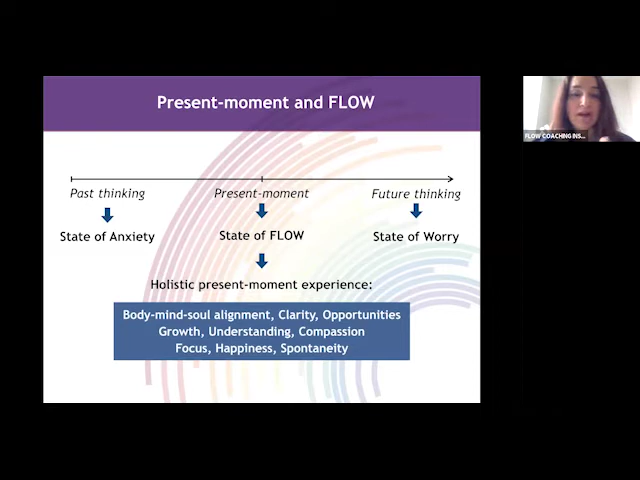 Present-moment and FLOW
FLOW COACHING INS...
Past thinking Present-moment Future thinking
State of Anxiety State of FLOW State of Worry
Holistic present-moment experience:
Body-mind-soul alignment, Clarity, Opportunities
Growth, Understanding, Compassion
Focus, Happiness, Spontaneity